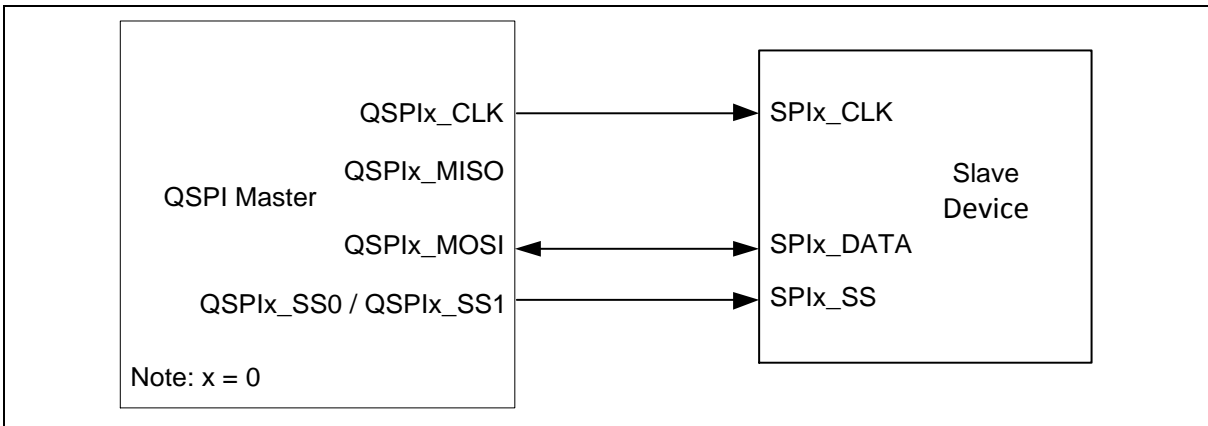 QSPIx_CLK
QSPIx_MISO
QSPI Master
QSPIx_MOSI
QSPIx_SS0 / QSPIx_SS1
Note: x = 0
SPIx_CLK
Slave
Device
SPIx_DATA
SPIx_SS